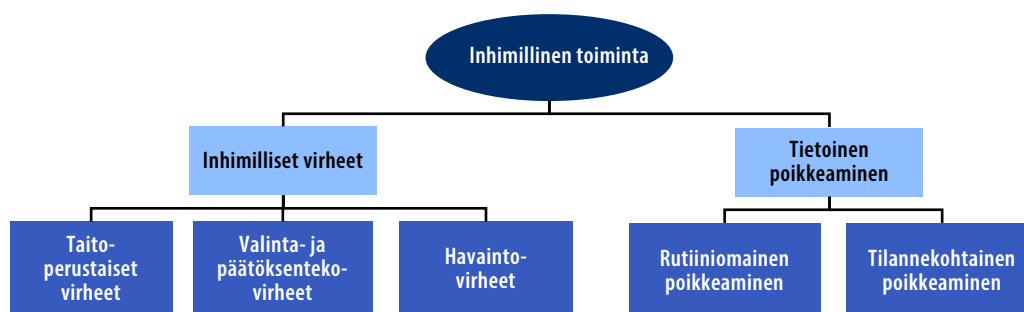 Inhimillinen toiminta
Inhimilliset virheet
Tietoinen
poikkeaminen
Taito-
perustaiset
virheet
Valinta- ja
päätöksenteko-
virheet
Havainto-
virheet
Rutiiniomainen
poikkeaminen
Tilannekohtainen
poikkeaminen